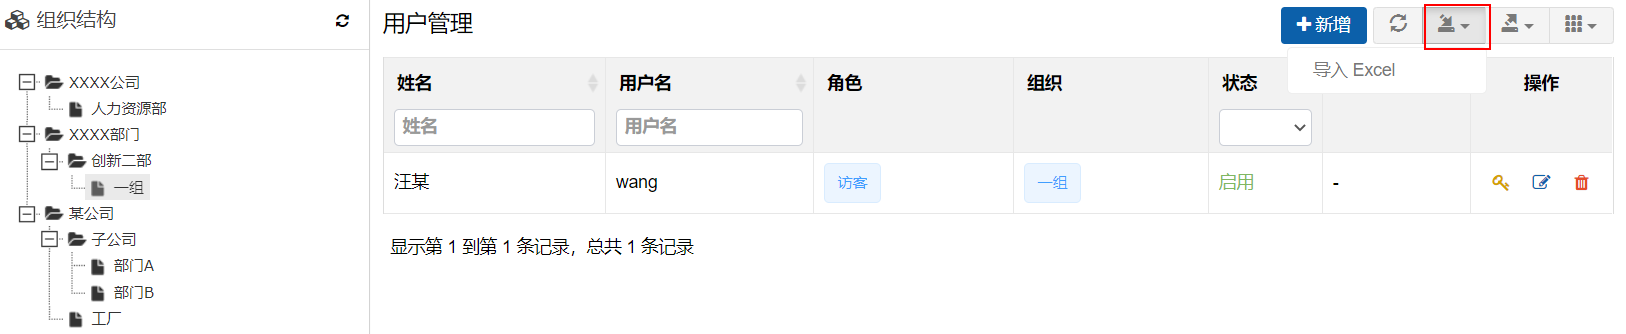 组织结构
XXXX公司
人力资源部
XXXX部门
创新二部
一组
某公司
子公司
部门A
部门B
工厂
用户管理
新增
导入 Excel
姓名 用户名 角色 组织 状态 操作
姓名 用户名
汪某 wang 访客 一组 启用 -
显示第 1 到第 1 条记录，总共 1 条记录